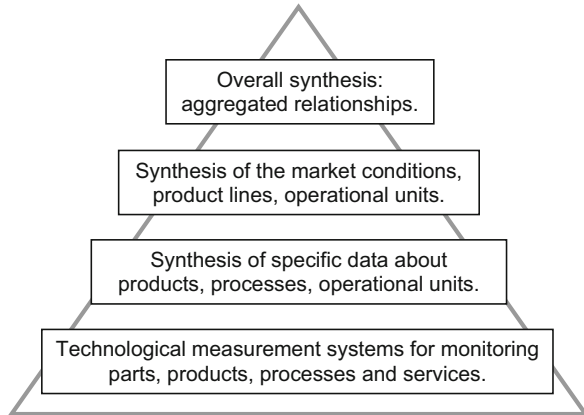 Overall synthesis:
aggregated relationships.
Synthesis of the market conditions,
product lines, operational units.
Synthesis of specific data about
products, processes, operational units.
Technological measurement systems for monitoring
parts, products, processes and services.